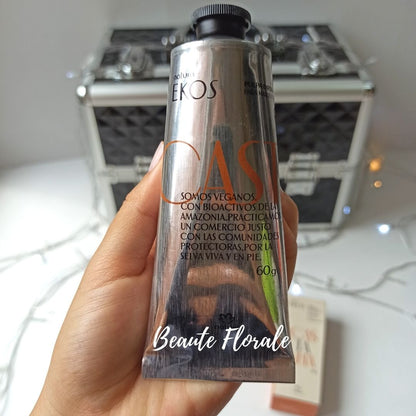 natura
EKOS
CAS
SOMOS VEGANOS,
CON BIOACTIVOS DE LA
AMAZONIA, PRACTICAMOS
UN COMERCIO JUSTO
CON LAS COMUNIDADES
PROTECTORAS, POR LA
SELVA VIVA Y EN PIE.
60g
Beaute Florale